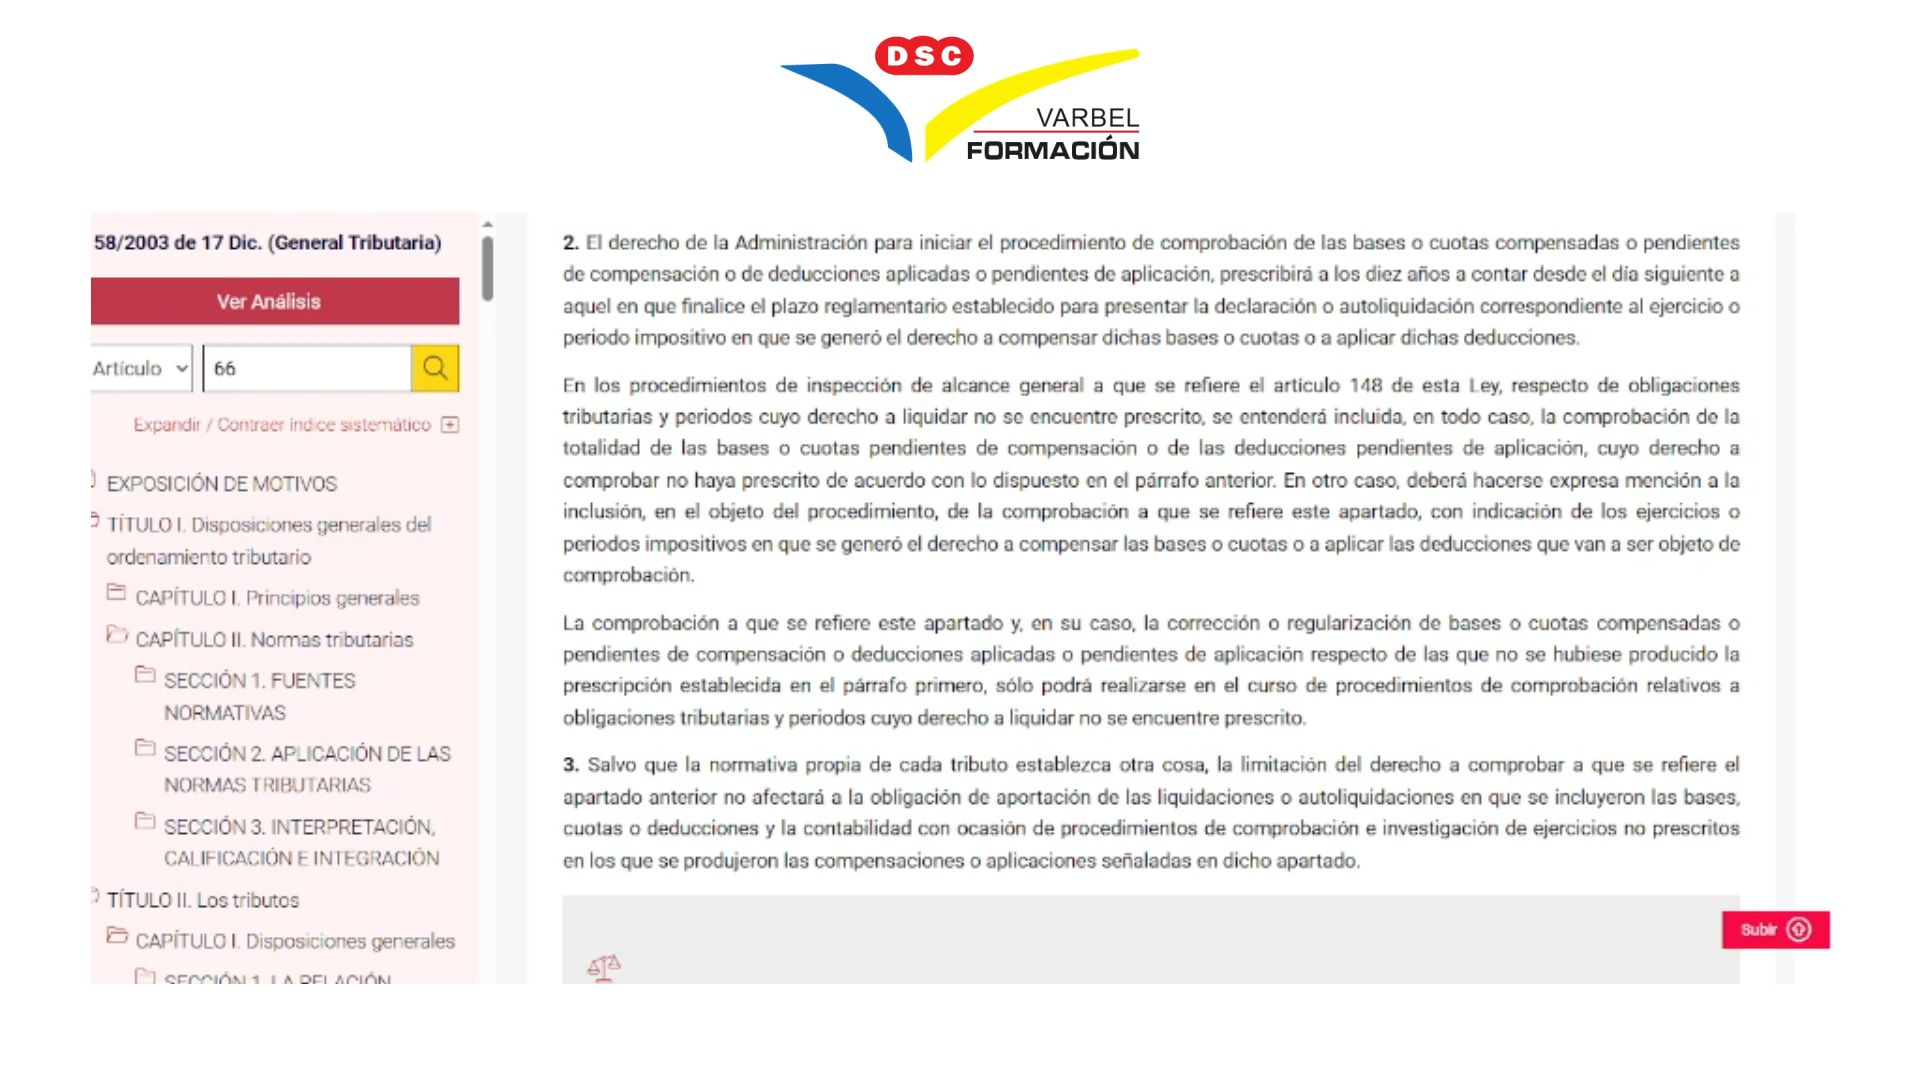 DSC
VARBEL
FORMACIÓN
58/2003 de 17 Dic. (General Tributaria)
Ver Análisis
Artículo
66
Expandir / Contraer índice sistemático
EXPOSICIÓN DE MOTIVOS
TÍTULO I. Disposiciones generales del
ordenamiento tributario
CAPÍTULO I. Principios generales
CAPÍTULO II. Normas tributarias
SECCIÓN 1. FUENTES
NORMATIVAS
SECCIÓN 2. APLICACIÓN DE LAS
NORMAS TRIBUTARIAS
SECCIÓN 3. INTERPRETACIÓN,
CALIFICACIÓN E INTEGRACIÓN
TÍTULO II. Los tributos
CAPÍTULO I. Disposiciones generales
SECCIÓN 1. LA RELACIÓN
2. El derecho de la Administración para iniciar el procedimiento de comprobación de las bases o cuotas compensadas o pendientes
de compensación o de deducciones aplicadas o pendientes de aplicación, prescribirá a los diez años a contar desde el día siguiente a
aquel en que finalice el plazo reglamentario establecido para presentar la declaración o autoliquidación correspondiente al ejercicio o
periodo impositivo en que se generó el derecho a compensar dichas bases o cuotas o a aplicar dichas deducciones.
En los procedimientos de inspección de alcance general a que se refiere el artículo 148 de esta Ley, respecto de obligaciones
tributarias y periodos cuyo derecho a liquidar no se encuentre prescrito, se entenderá incluida, en todo caso, la comprobación de la
totalidad de las bases o cuotas pendientes de compensación o de las deducciones pendientes de aplicación, cuyo derecho a
comprobar no haya prescrito de acuerdo con lo dispuesto en el párrafo anterior. En otro caso, deberá hacerse expresa mención a la
inclusión, en el objeto del procedimiento, de la comprobación a que se refiere este apartado, con indicación de los ejercicios o
periodos impositivos en que se generó el derecho a compensar las bases o cuotas o a aplicar las deducciones que van a ser objeto de
comprobación.
La comprobación a que se refiere este apartado y, en su caso, la corrección o regularización de bases o cuotas compensadas o
pendientes de compensación o deducciones aplicadas o pendientes de aplicación respecto de las que no se hubiese producido la
prescripción establecida en el párrafo primero, sólo podrá realizarse en el curso de procedimientos de comprobación relativos a
obligaciones tributarias y periodos cuyo derecho a liquidar no se encuentre prescrito.
3. Salvo que la normativa propia de cada tributo establezca otra cosa, la limitación del derecho a comprobar a que se refiere el
apartado anterior no afectará a la obligación de aportación de las liquidaciones o autoliquidaciones en que se incluyeron las bases,
cuotas o deducciones y la contabilidad con ocasión de procedimientos de comprobación e investigación de ejercicios no prescritos
en los que se produjeron las compensaciones o aplicaciones señaladas en dicho apartado.
Subir